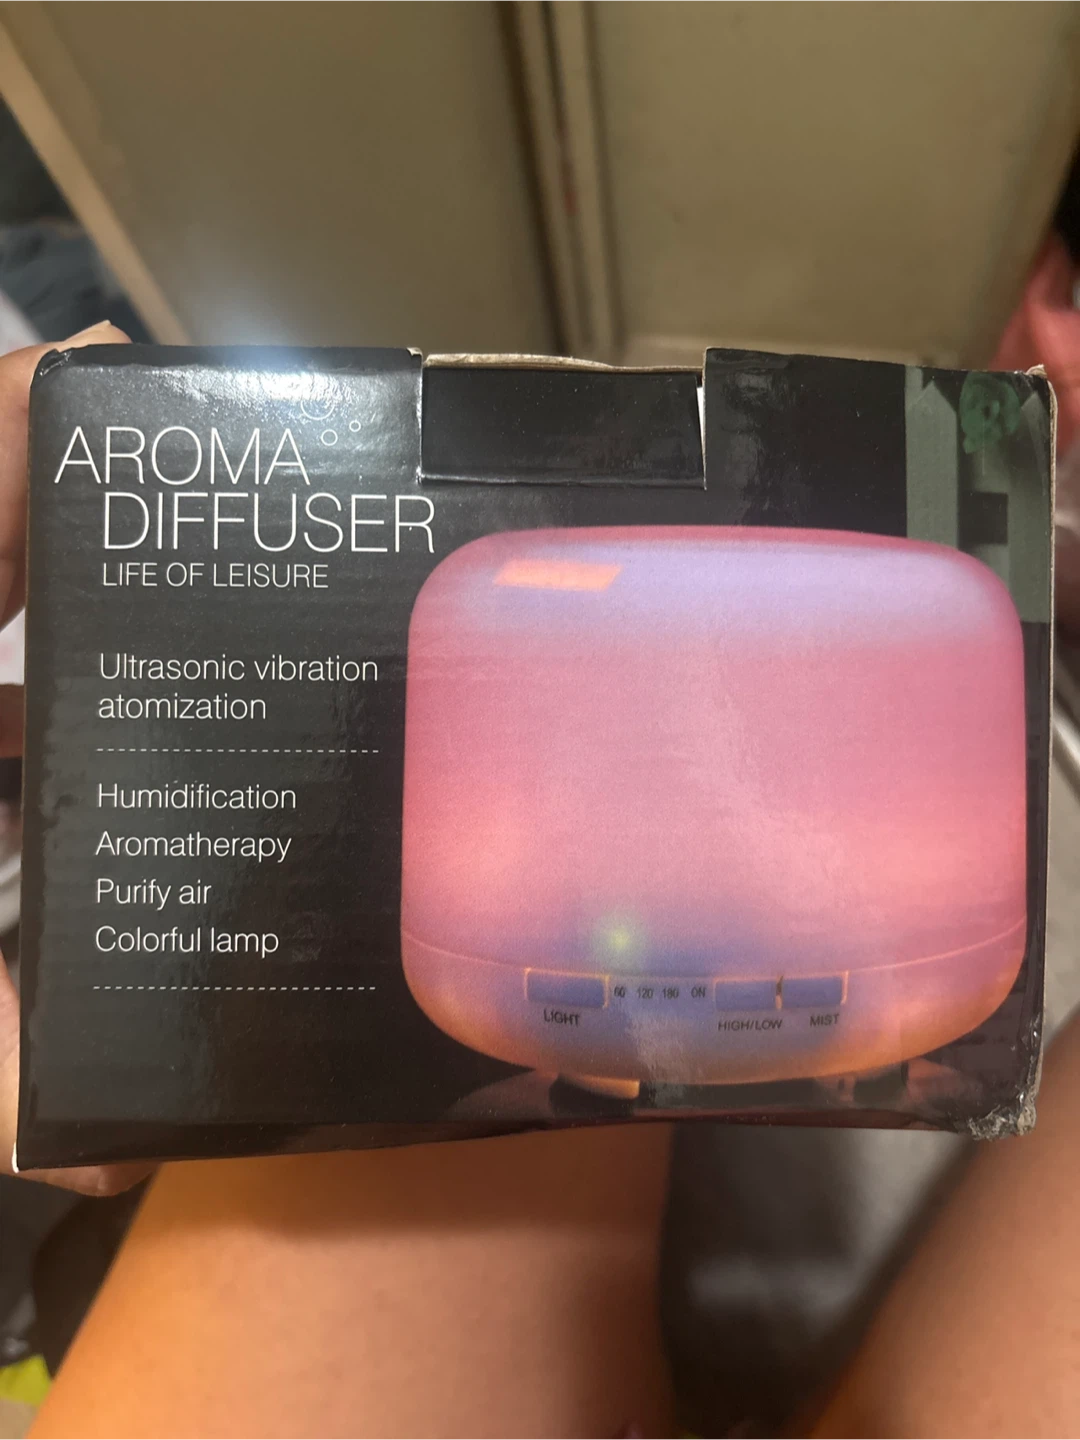 AROMA
DIFFUSER
LIFE OF LEISURE
Ultrasonic vibration
atomization
Humidification
Aromatherapy
Purify air
Colorful lamp
60 120 180 ON
LIGHT HIGH/LOW MIST